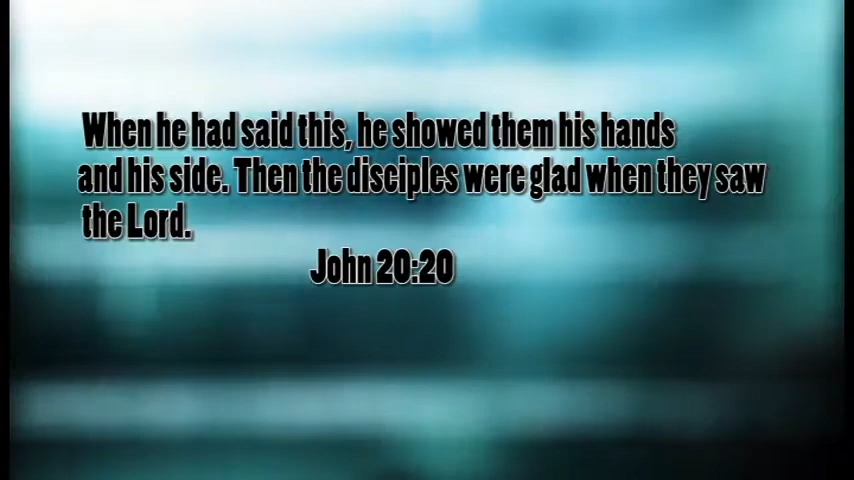 When he had said this, he showed them his hands
and his side. Then the disciples were glad when they saw
the Lord.
John 20:20